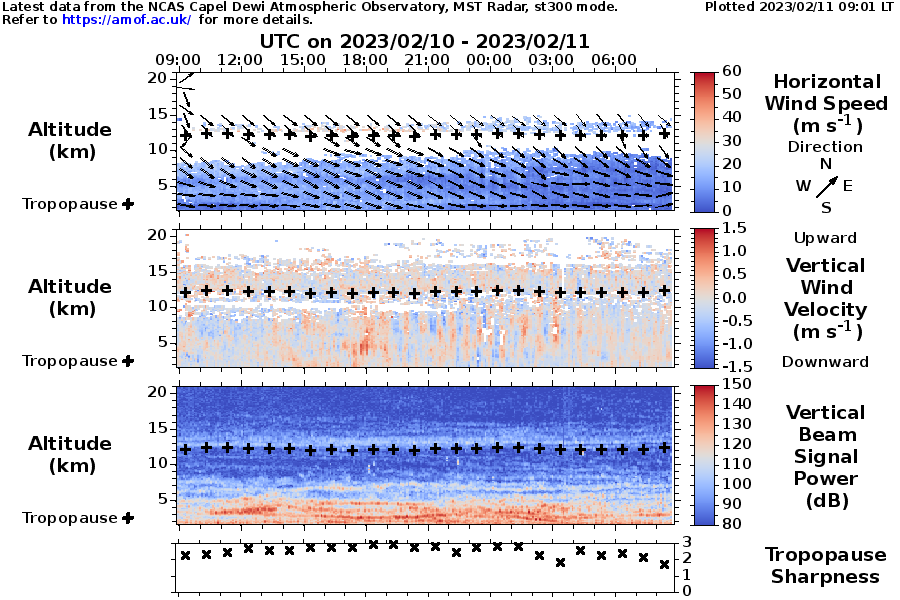 Latest data from the NCAS Capel Dewi Atmospheric Observatory, MST Radar, st300 mode.
Plotted 2023/02/11 09:01 LT
Refer to https://amof.ac.uk/ for more details.
UTC on 2023/02/10 - 2023/02/11
09:00 12:00 15:00 18:00 21:00 00:00 03:00 06:00
20
15
10
5
Altitude
(km)
Tropopause
60
50
40
30
20
10
0
Horizontal
Wind Speed
(m s-1)
Direction
N
W E
S
20
15
10
5
Altitude
(km)
Tropopause
1.5
1.0
0.5
0.0
-0.5
-1.0
-1.5
Upward
Vertical
Wind
Velocity
(m s-1)
Downward
20
15
10
5
Altitude
(km)
Tropopause
150
140
130
120
110
100
90
80
Vertical
Beam
Signal
Power
(dB)
3
2
1
0
Tropopause
Sharpness